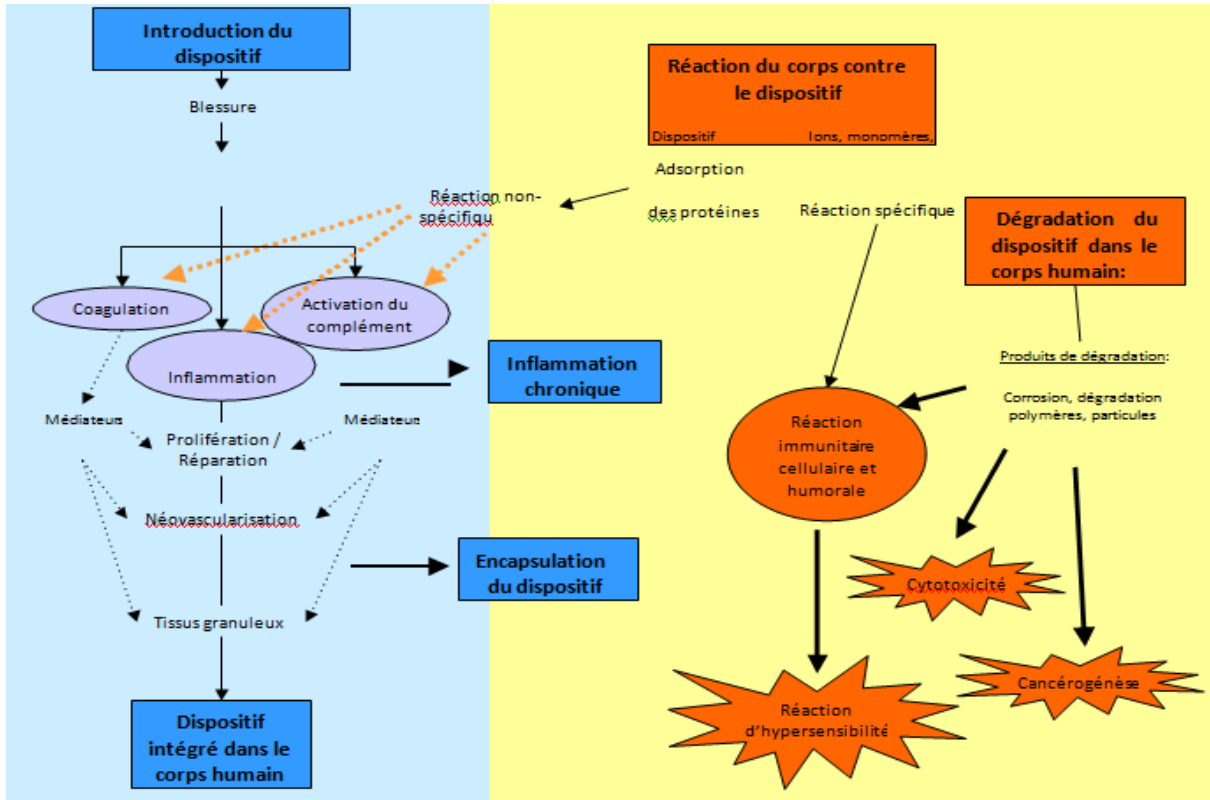 Introduction du
dispositif
Blessure
Réaction du corps contre
le dispositif
Dispositif Ions, monomères,
Adsorption
des protéines
Réaction non-
spécifiqu
Réaction spécifique
Dégradation du
dispositif dans le
corps humain:
Coagulation
Activation du
complément
Inflammation
Inflammation
chronique
Produits de dégradation:
Corrosion, dégradation
polymères, particules
Médiateurs
Médiateurs
Prolifération /
Réparation
Réaction
immunitaire
cellulaire et
humorale
Néovascularisation
Encapsulation
du dispositif
Cytotoxicité
Tissus granuleux
Cancérogénèse
Dispositif
intégré dans le
corps humain
Réaction
d’hypersensibilité